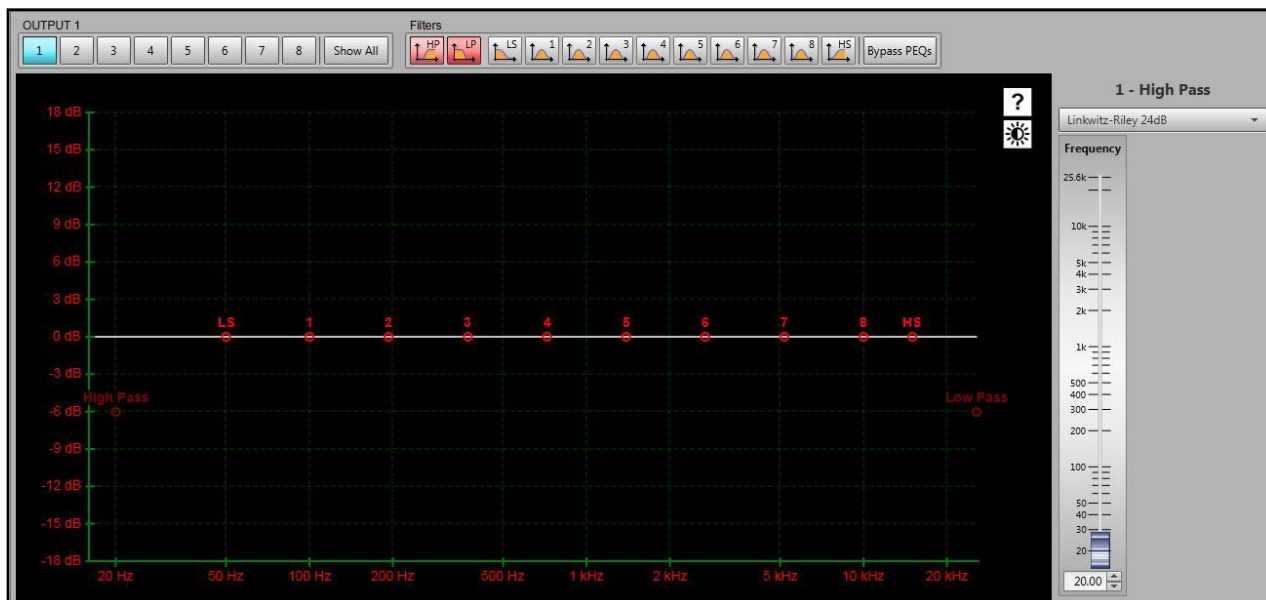 OUTPUT 1
Filters
1 2 3 4 5 6 7 8 Show All
HP LP LS 1 2 3 4 5 6 7 8 HS Bypass PEQs
1 - High Pass
?
Linkwitz-Riley 24dB
Frequency
18 dB
15 dB
12 dB
9 dB
6 dB
3 dB
LS 1 2 3 4 5 6 7 8 HS
0 dB
-3 dB
High Pass Low Pass
-6 dB
-9 dB
-12 dB
-15 dB
-18 dB
20 Hz 50 Hz 100 Hz 200 Hz 500 Hz 1 kHz 2 kHz 5 kHz 10 kHz 20 kHz
25.6k
10k
5k
4k
3k
2k
1k
500
400
300
200
100
50
40
30
20
20.00